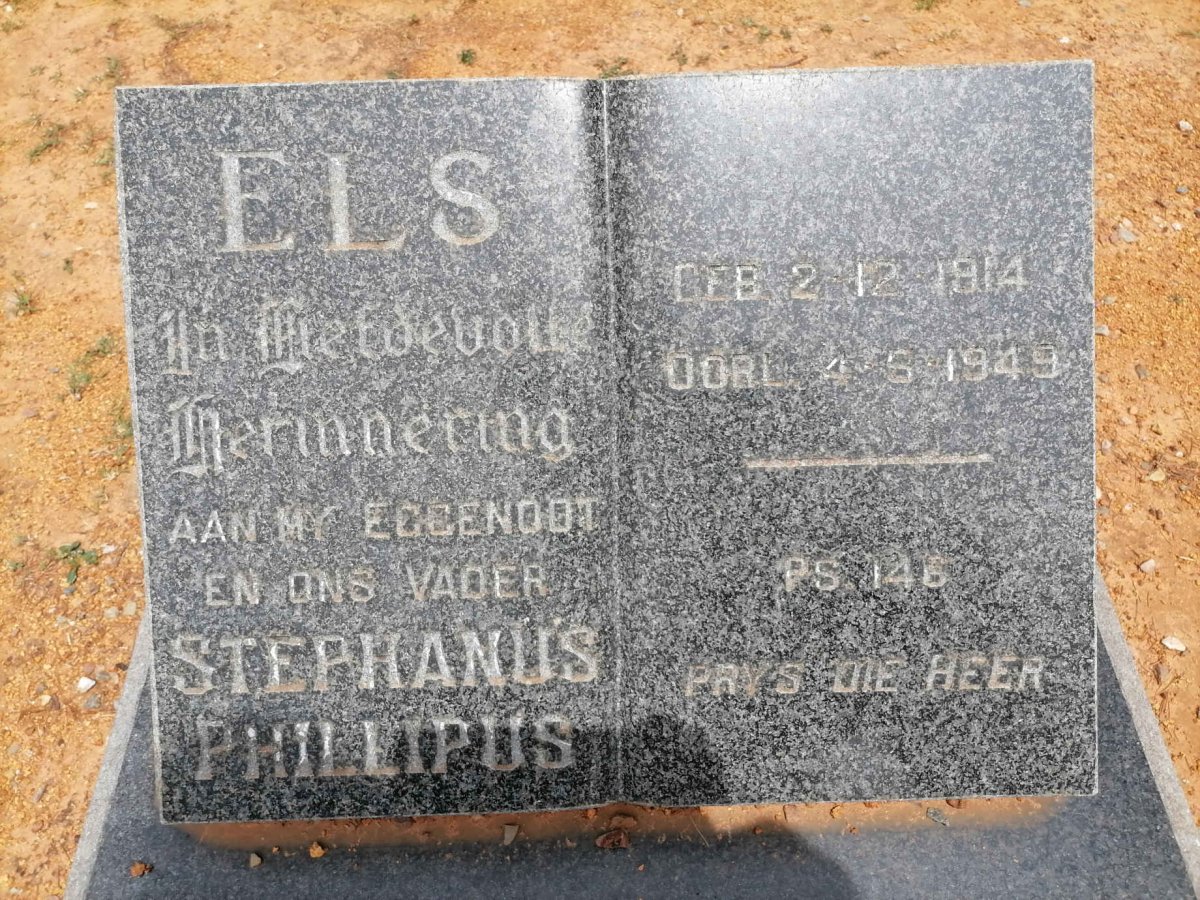 ELS
In Liefdevolle
Herinnering
AAN MY EGGENOOT
EN ONS VADER
STEPHANUS
PHILLIPUS
GEB. 2-12-1914
OORL. 4-6-1949
PS. 146
PRYS DIE HEER